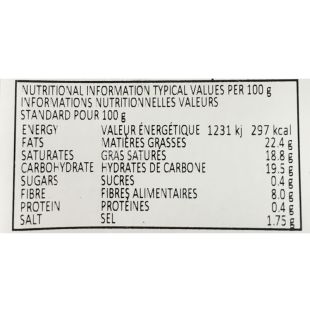 NUTRITIONAL INFORMATION TYPICAL VALUES PER 100 g
INFORMATIONS NUTRITIONNELLES VALEURS
STANDARD POUR 100 g
ENERGY VALEUR ÉNERGÉTIQUE 1231 kj 297 kcal
FATS MATIÈRES GRASSES 22.4 g
SATURATES GRAS SATURÉS 18.8 g
CARBOHYDRATE HYDRATES DE CARBONE 19.5 g
SUGARS SUCRES 0.4 g
FIBRE FIBRES ALIMENTAIRES 8.0 g
PROTEIN PROTÉINES 0.4 g
SALT SEL 1.75 g